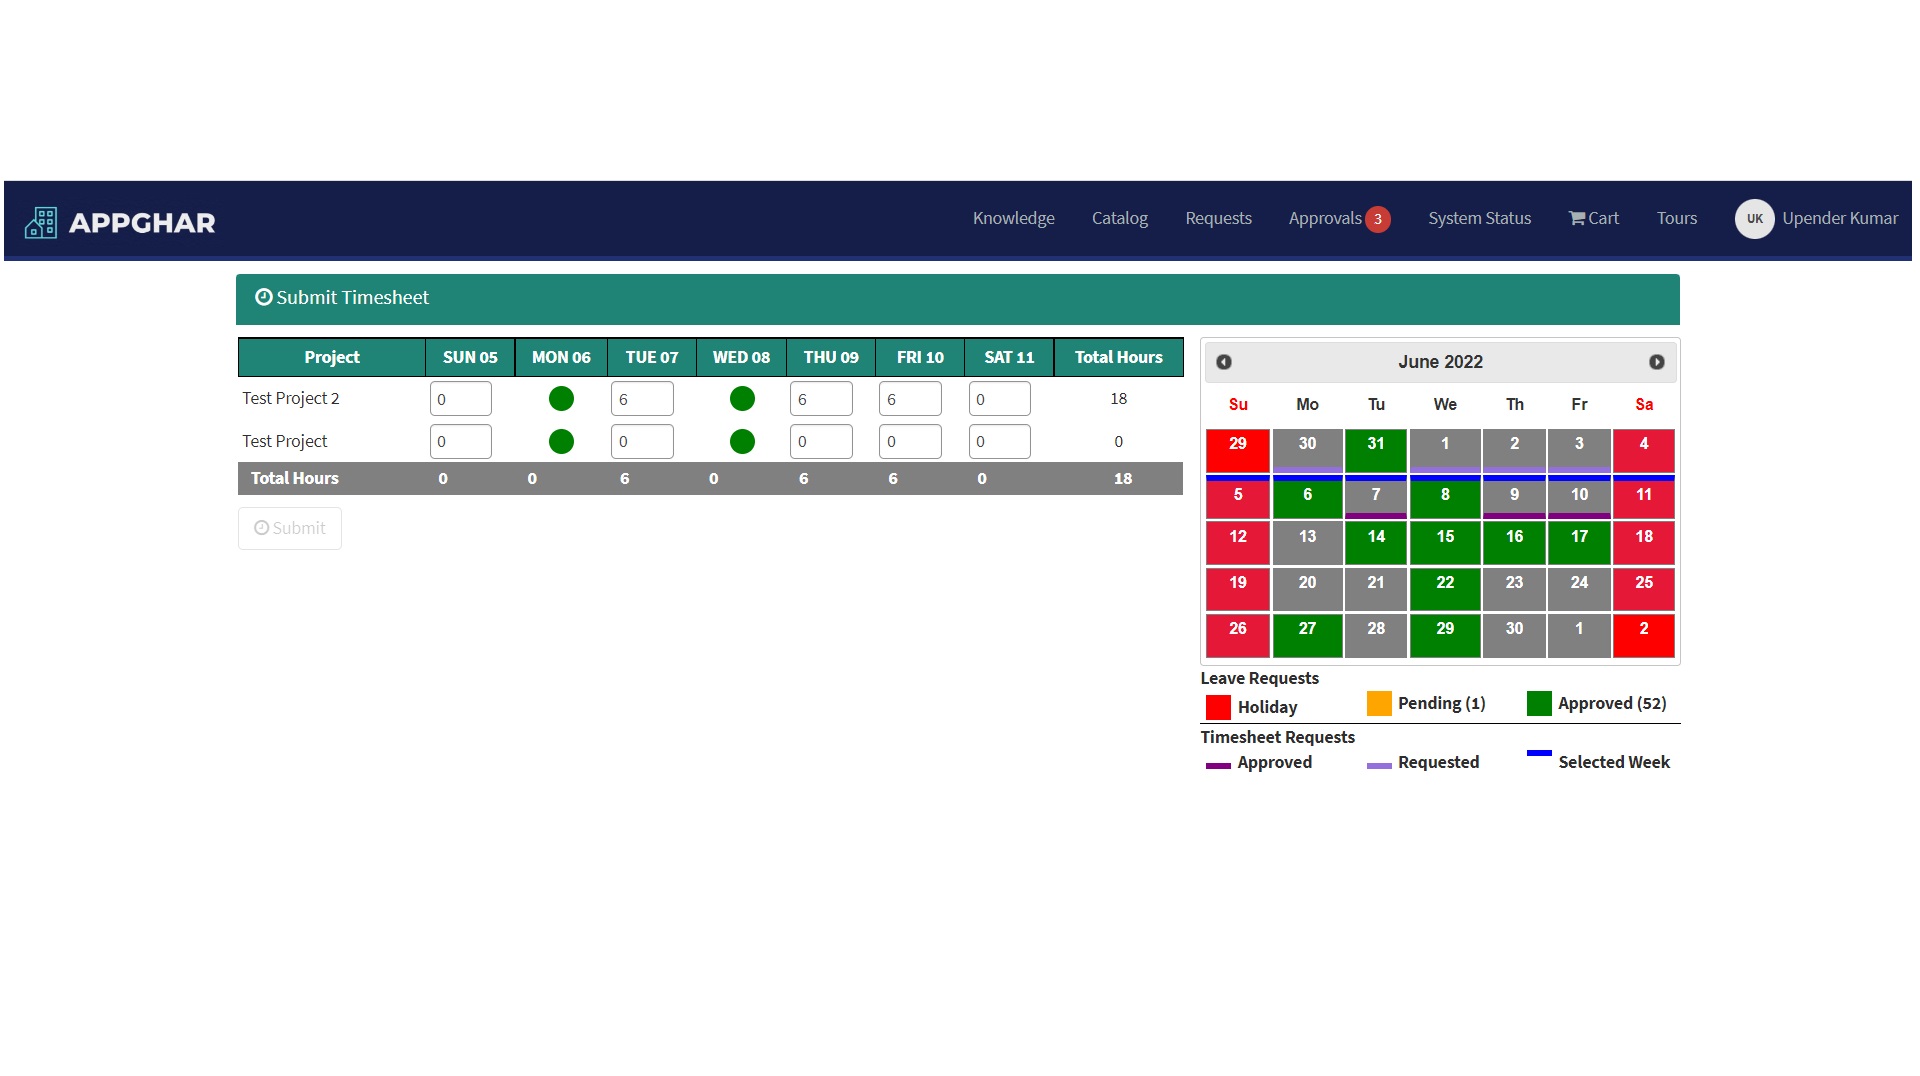 APPGHAR
Knowledge Catalog Requests Approvals 3 System Status Cart Tours UK Upender Kumar
Submit Timesheet
Project SUN 05 MON 06 TUE 07 WED 08 THU 09 FRI 10 SAT 11 Total Hours
Test Project 2 0 6 6 6 0 18
Test Project 0 0 0 0 0 0
Total Hours 0 0 6 0 6 6 0 18
Submit
June 2022
Su Mo Tu We Th Fr Sa
29 30 31 1 2 3 4
5 6 7 8 9 10 11
12 13 14 15 16 17 18
19 20 21 22 23 24 25
26 27 28 29 30 1 2
Leave Requests
Holiday Pending (1) Approved (52)
Timesheet Requests
Approved Requested Selected Week